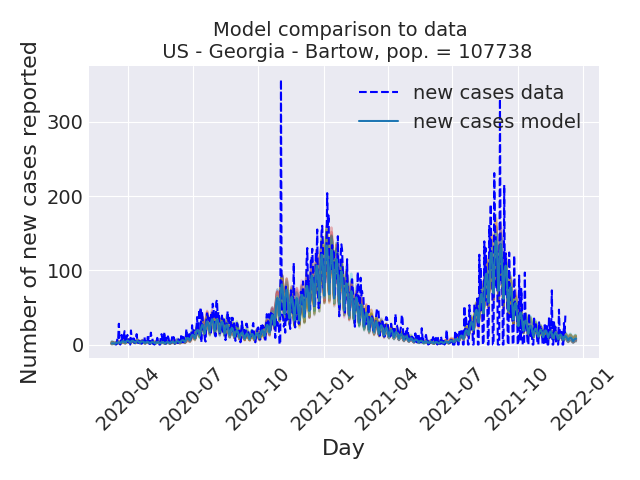 Model comparison to data
US - Georgia - Bartow, pop. = 107738
new cases data
new cases model
Number of new cases reported
300
200
100
0
2020-04
2020-07
2020-10
2021-01
2021-04
2021-07
2021-10
2022-01
Day